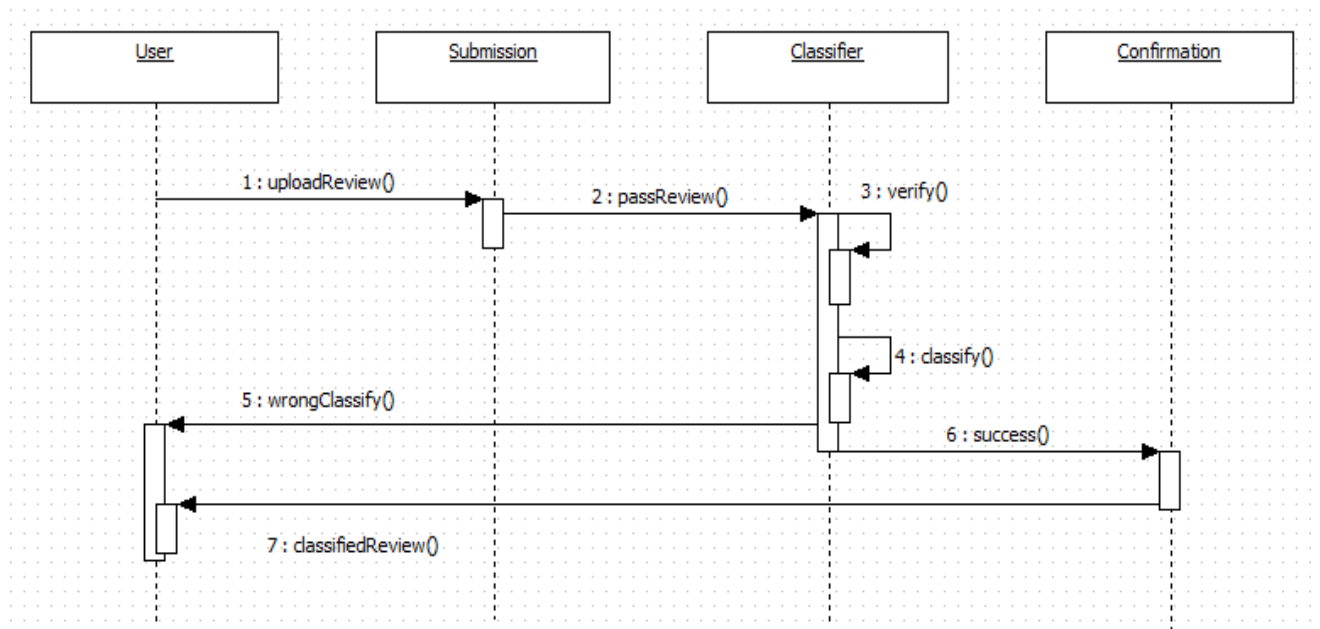 User
Submission
Classifier
Confirmation
1 : uploadReview()
2 : passReview()
3 : verify()
4 : classify()
5 : wrongClassify()
6 : success()
7 : classifiedReview()